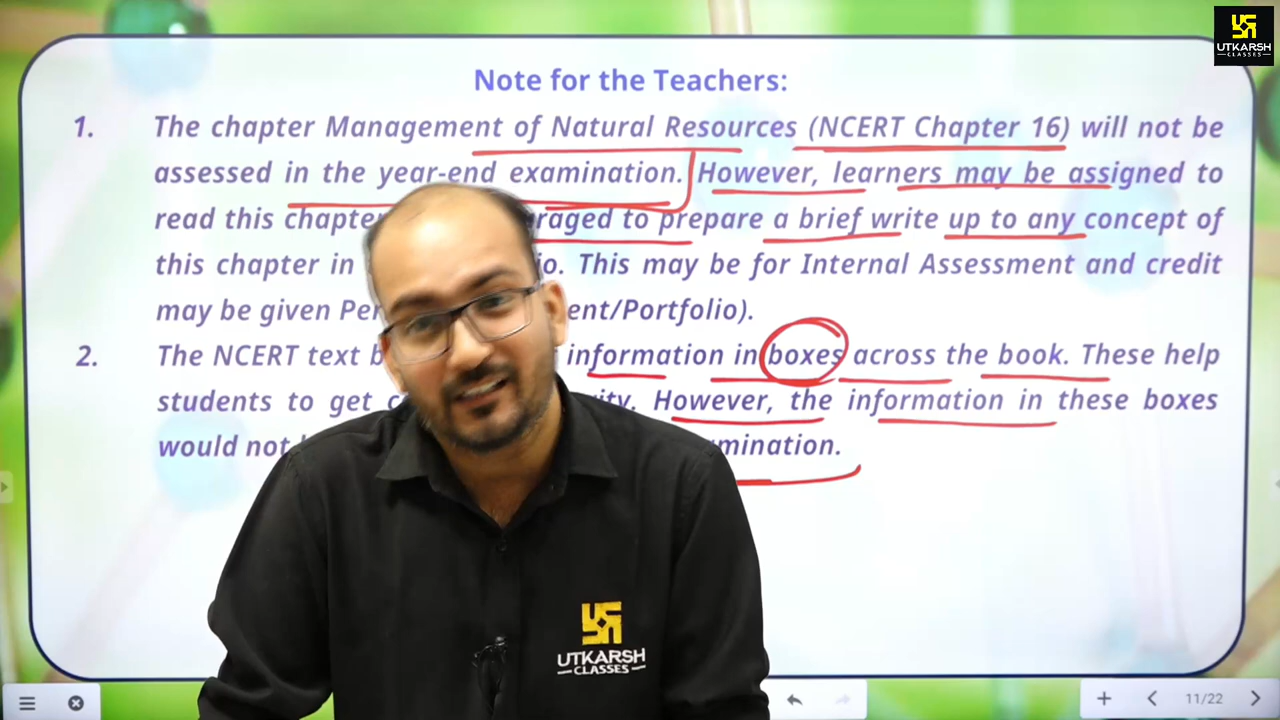 UTKARSH
CLASSES
Note for the Teachers:
1. The chapter Management of Natural Resources (NCERT Chapter 16) will not be
assessed in the year-end examination. However, learners may be assigned to
read this chapter raged to prepare a brief write up to any concept of
this chapter in io. This may be for Internal Assessment and credit
may be given Per ent/Portfolio).
2. The NCERT text b information in boxes across the book. These help
students to get c rity. However, the information in these boxes
would not mination.
UTKARSH
CLASSES
11/22